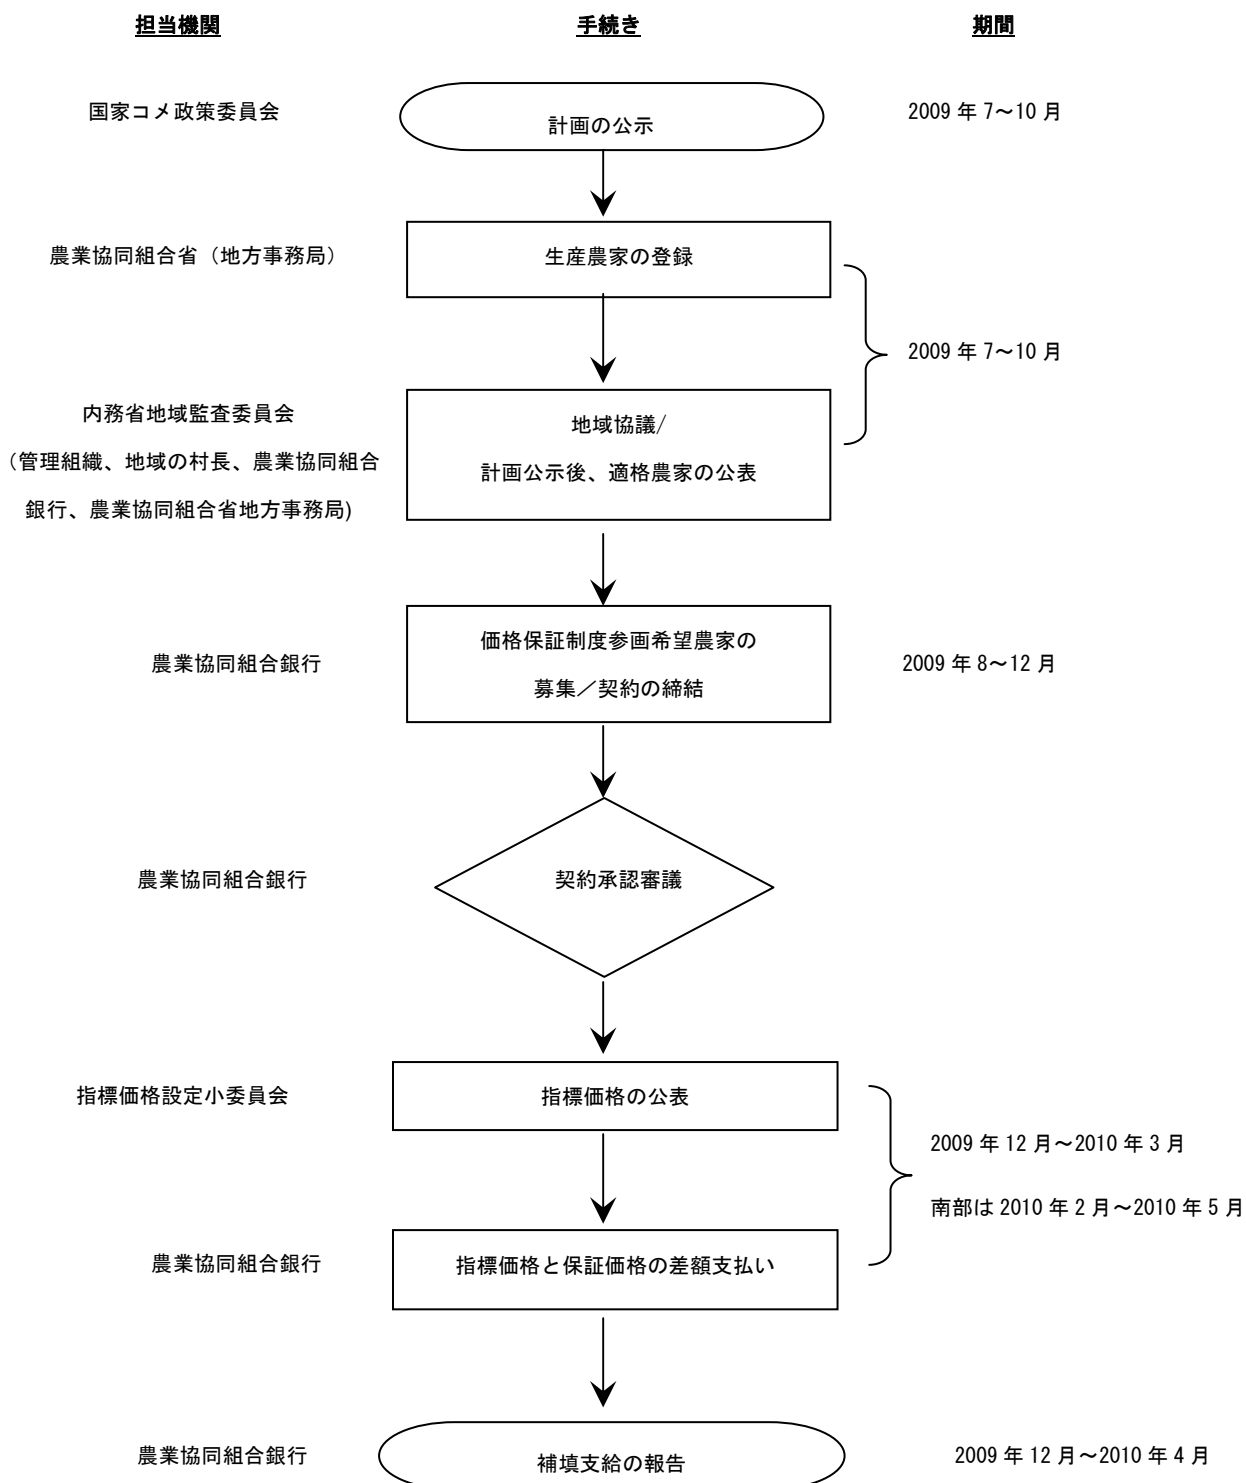 担当機関 手続き 期間
国家コメ政策委員会 計画の公示 2009 年 7～10 月
農業協同組合省（地方事務局） 生産農家の登録
2009 年 7～10 月
内務省地域監査委員会 地域協議/
（管理組織、地域の村長、農業協同組合 計画公示後、適格農家の公表
銀行、農業協同組合省地方事務局)
価格保証制度参画希望農家の
農業協同組合銀行 募集／契約の締結 2009 年 8～12 月
農業協同組合銀行 契約承認審議
指標価格設定小委員会 指標価格の公表
2009 年 12 月～2010 年 3 月
南部は 2010 年 2 月～2010 年 5 月
農業協同組合銀行 指標価格と保証価格の差額支払い
農業協同組合銀行 補填支給の報告 2009 年 12 月～2010 年 4 月